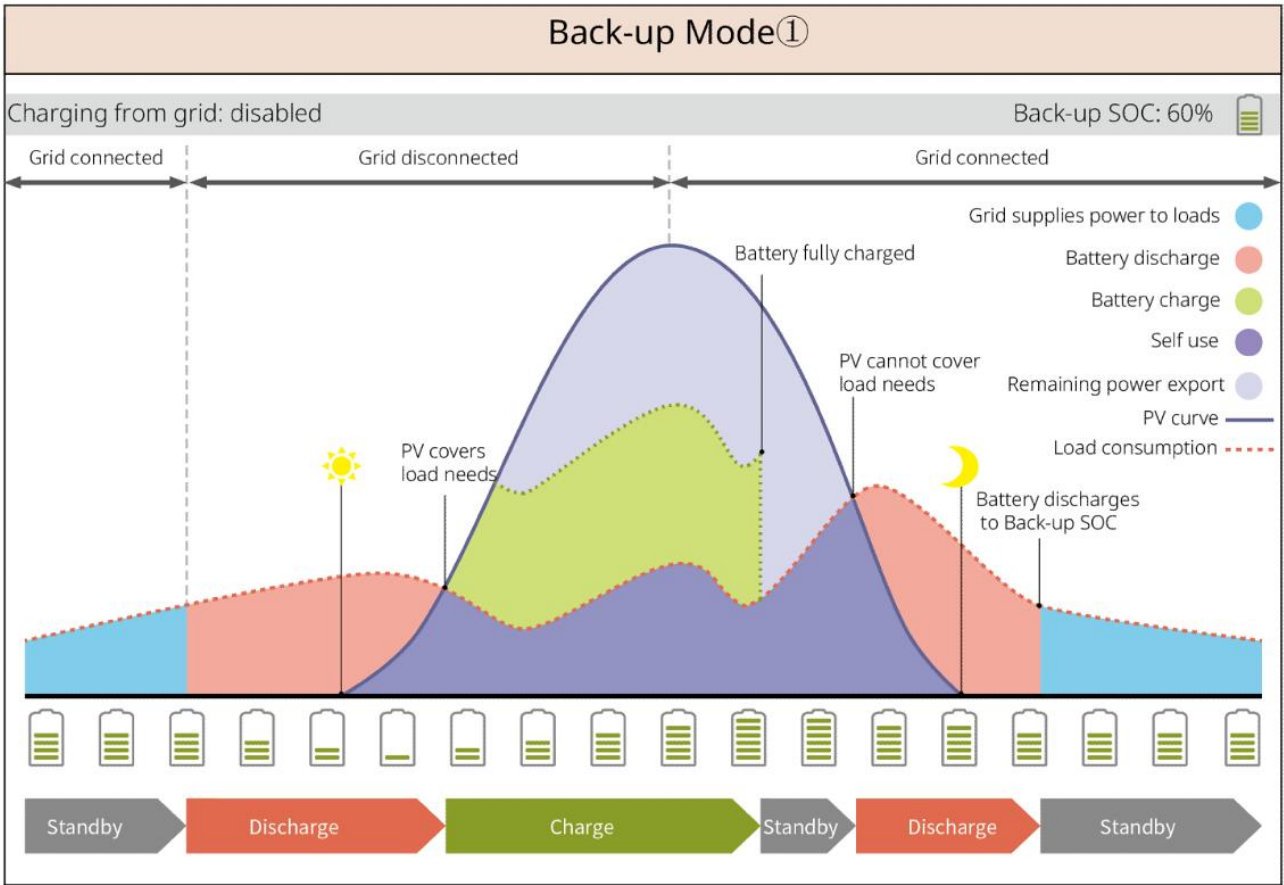 Back-up Mode①
Charging from grid: disabled
Back-up SOC: 60%
Grid connected
Grid disconnected
Grid connected
Grid supplies power to loads
Battery discharge
Battery charge
Self use
Remaining power export
PV curve
Load consumption
Battery fully charged
PV cannot cover
load needs
PV covers
load needs
Battery discharges
to Back-up SOC
Standby
Discharge
Charge
Standby
Discharge
Standby